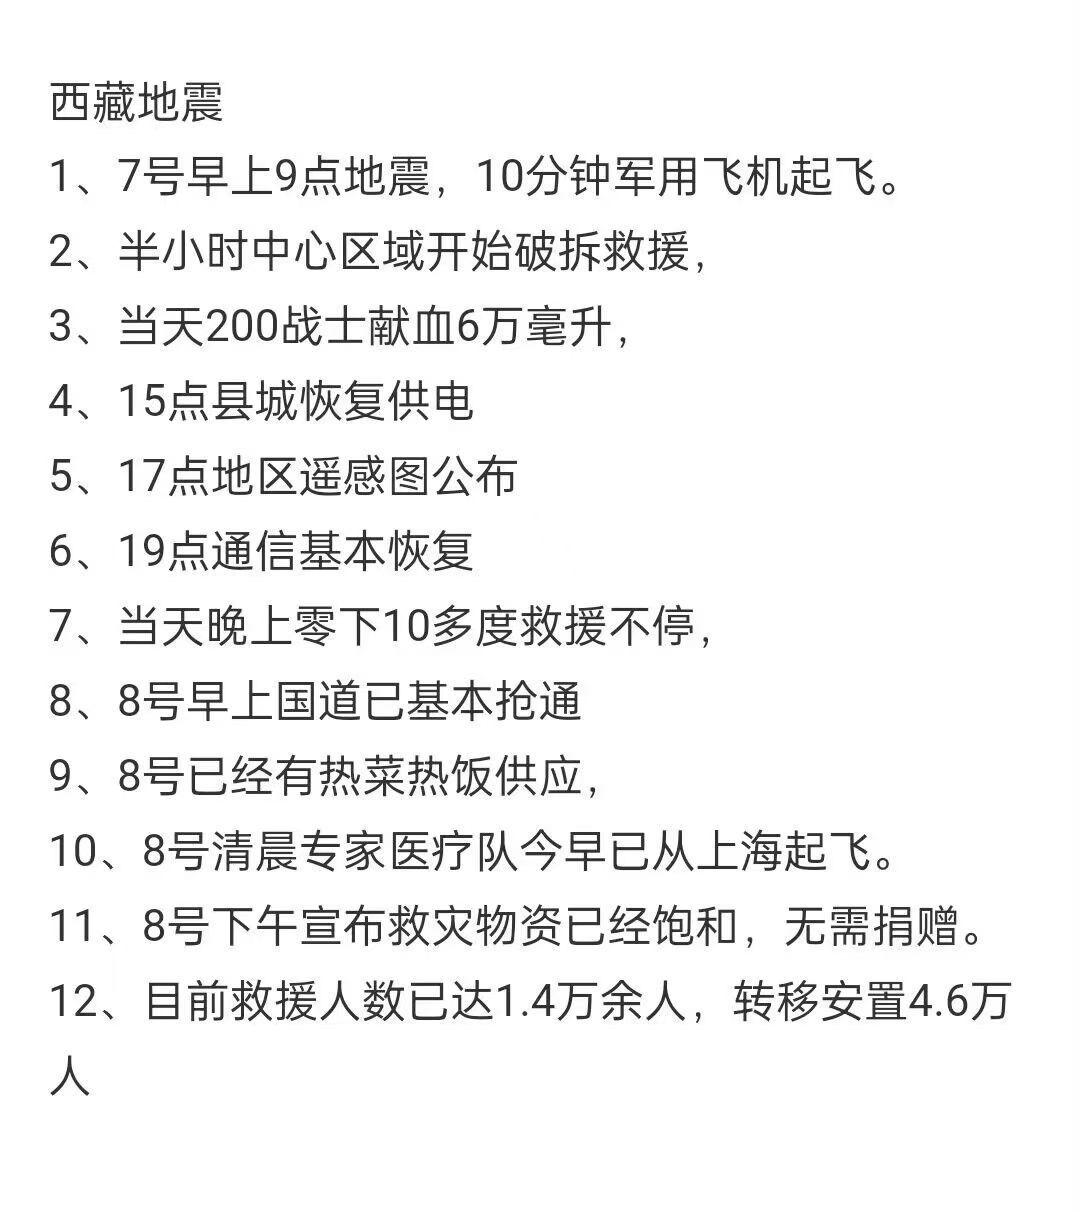 西藏地震
1、7号早上9点地震，10分钟军用飞机起飞。
2、半小时中心区域开始破拆救援，
3、当天200战士献血6万毫升，
4、15点县城恢复供电
5、17点地区遥感图公布
6、19点通信基本恢复
7、当天晚上零下10多度救援不停，
8、8号早上国道已基本抢通
9、8号已经有热菜热饭供应，
10、8号清晨专家医疗队今早已从上海起飞。
11、8号下午宣布救灾物资已经饱和，无需捐赠。
12、目前救援人数已达1.4万余人，转移安置4.6万
人